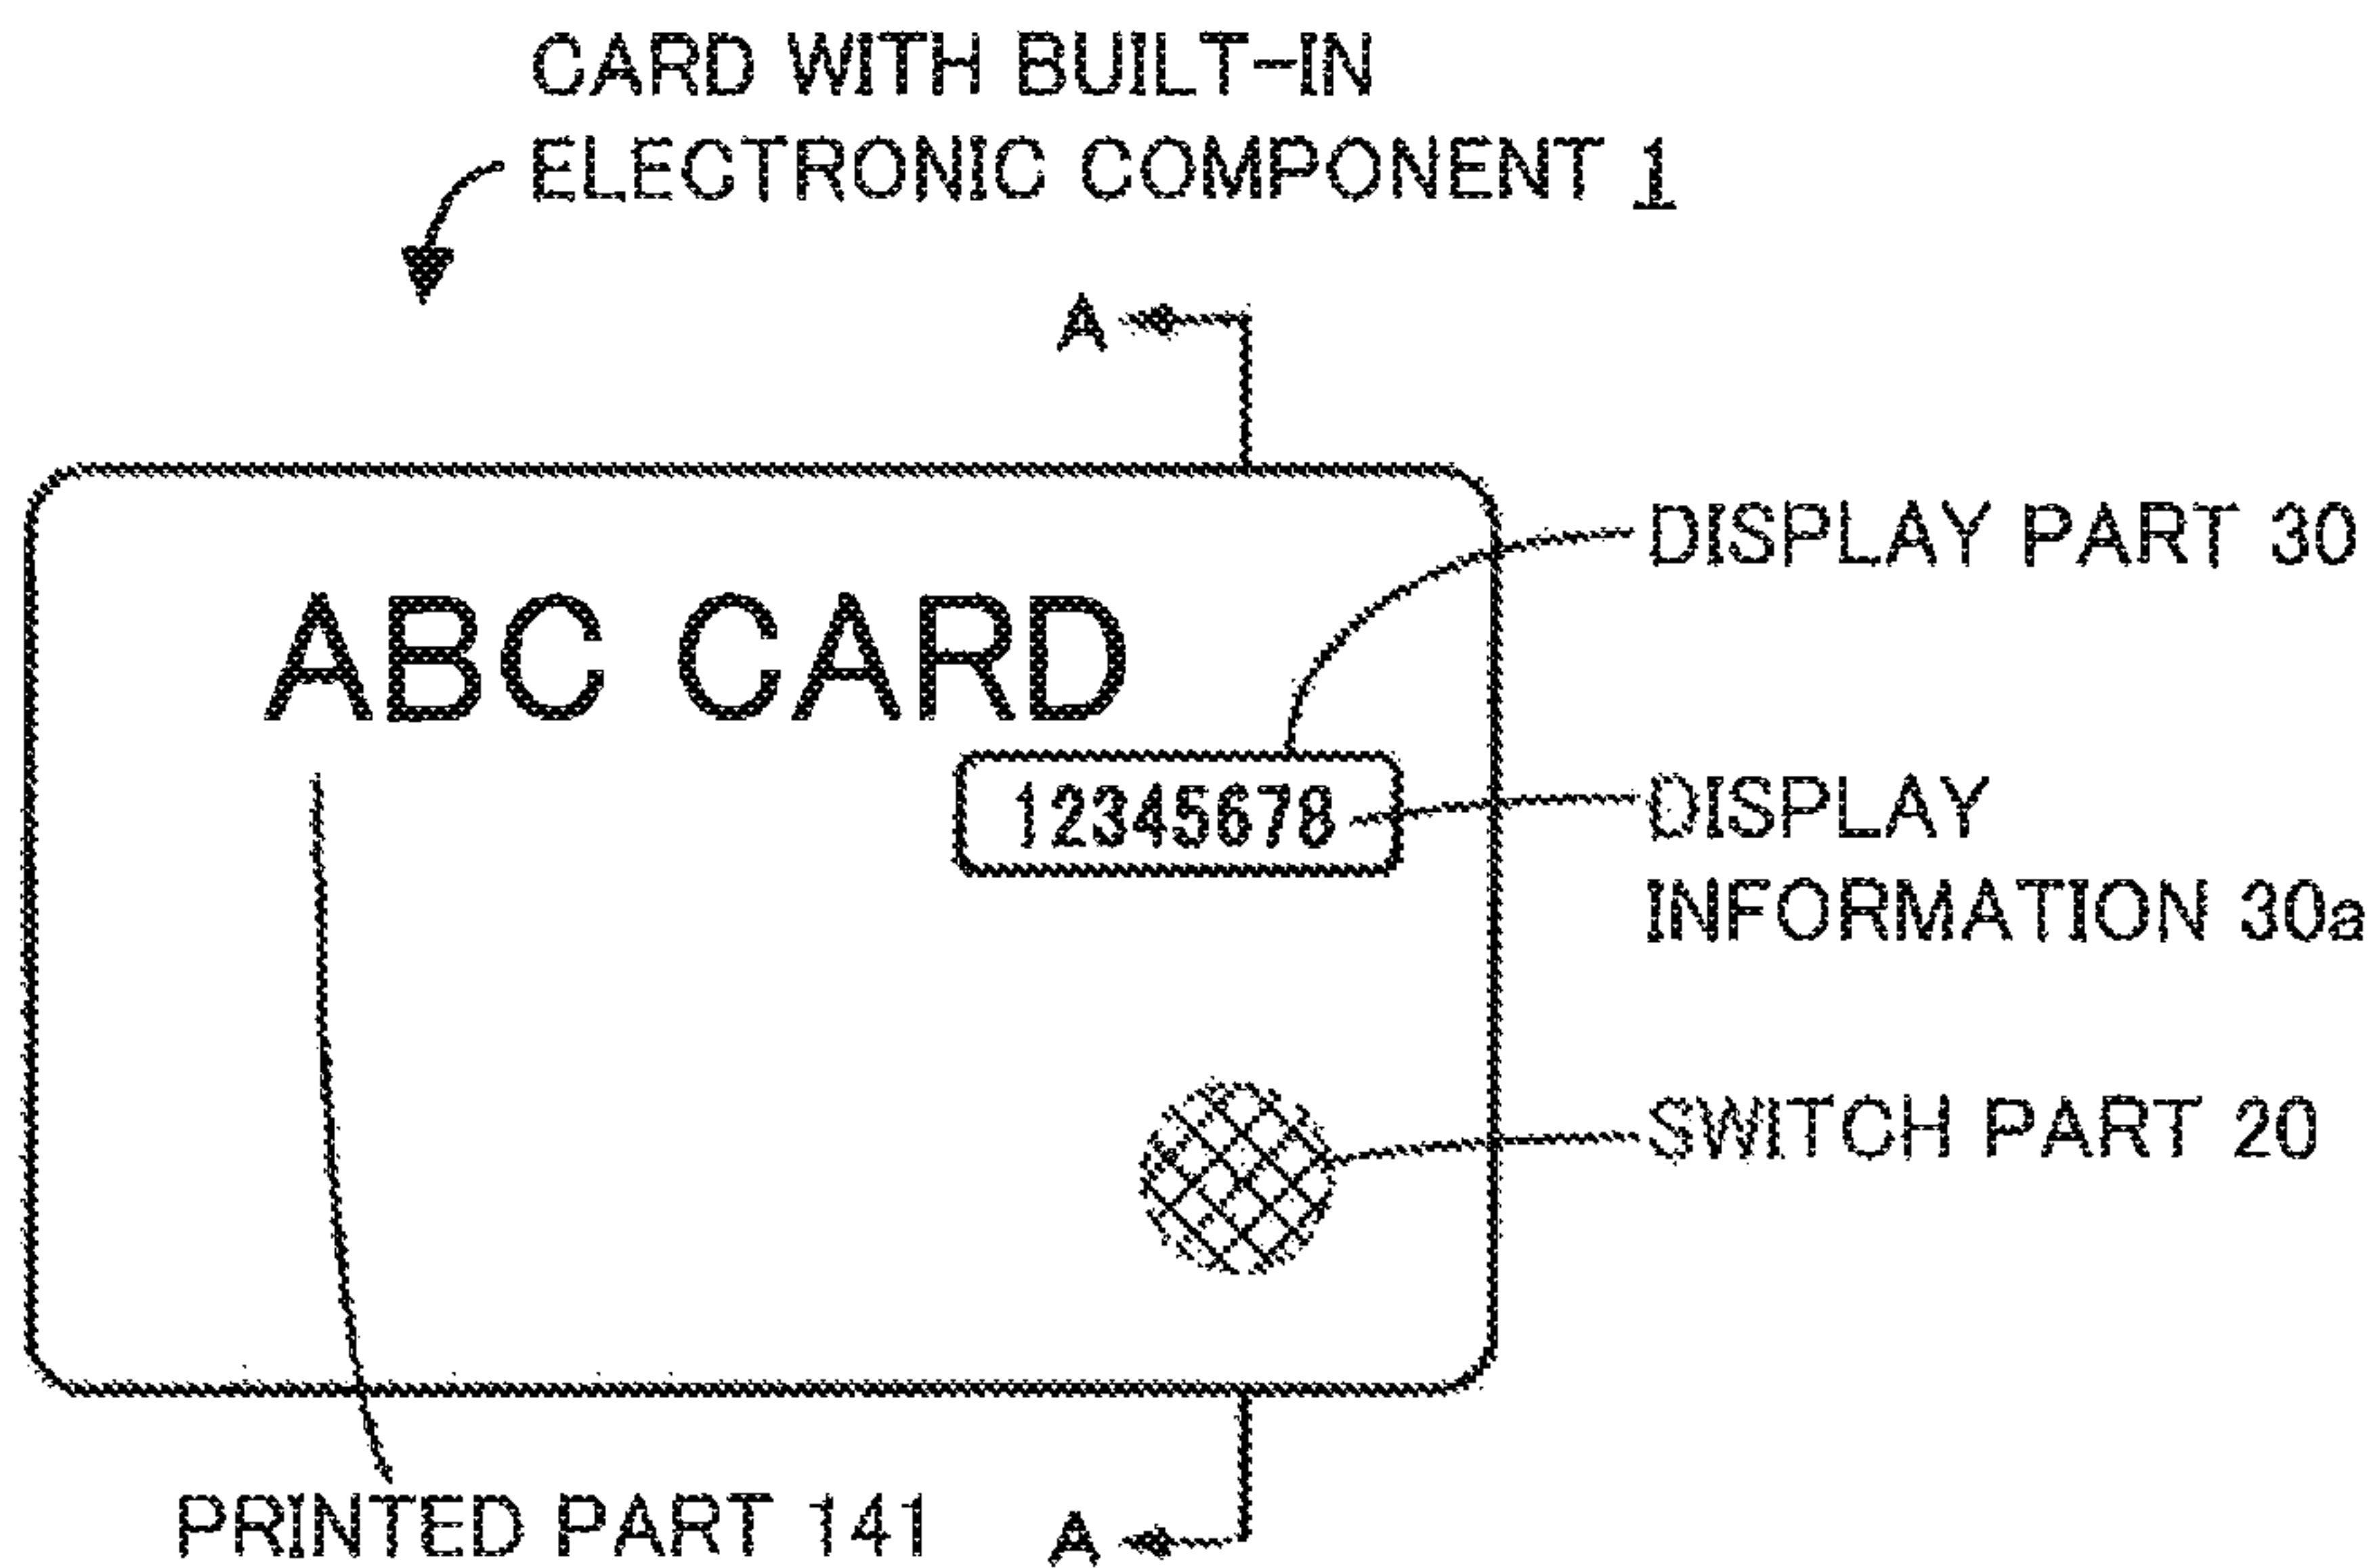 CARD WITH BUILT-IN
ELECTRONIC COMPONENT 1
A
DISPLAY PART 30
ABC CARD
12345678
DISPLAY
INFORMATION 30a
SWITCH PART 20
PRINTED PART 141
A